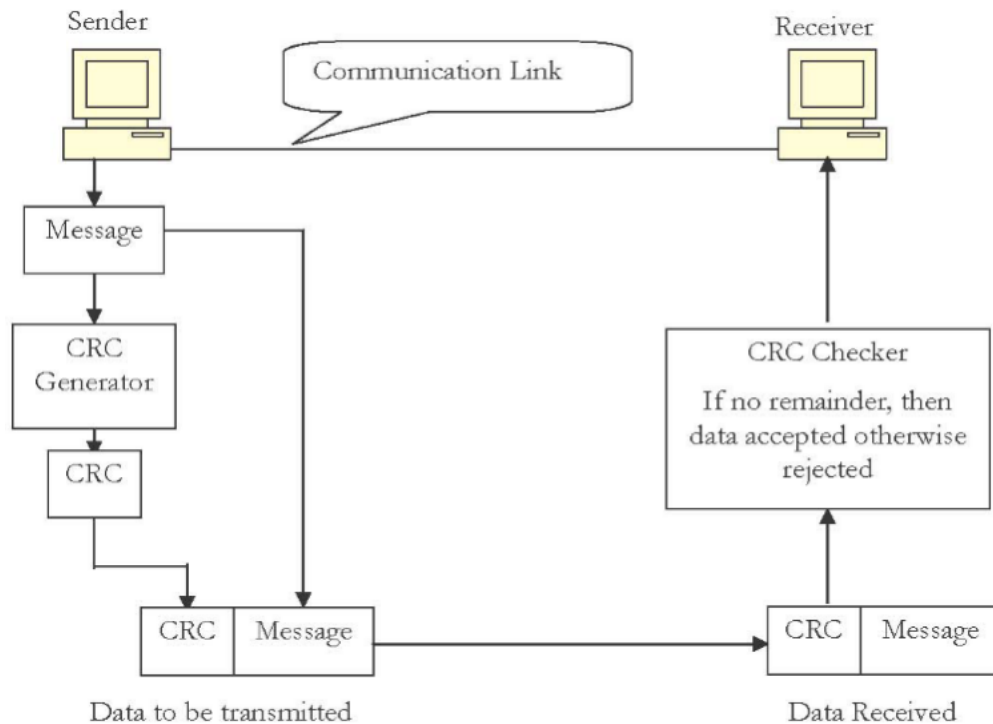 Sender
Receiver
Communication Link
Message
CRC
Generator
CRC
CRC Checker
If no remainder, then
data accepted otherwise
rejected
CRC
Message
CRC
Message
Data to be transmitted
Data Received